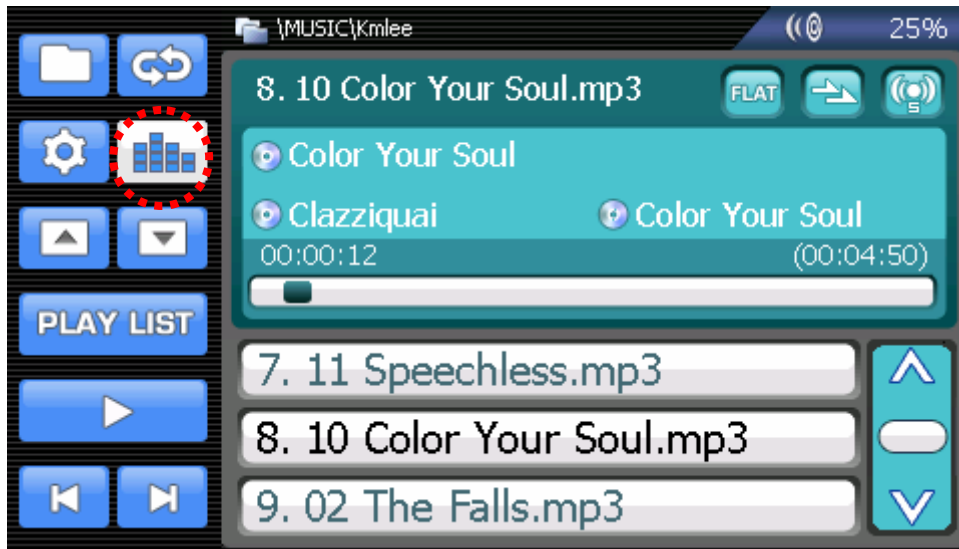 \MUSIC\Kmlee
25%
8. 10 Color Your Soul.mp3
FLAT
S
Color Your Soul
Clazziquai
Color Your Soul
00:00:12
(00:04:50)
PLAY LIST
7. 11 Speechless.mp3
8. 10 Color Your Soul.mp3
9. 02 The Falls.mp3